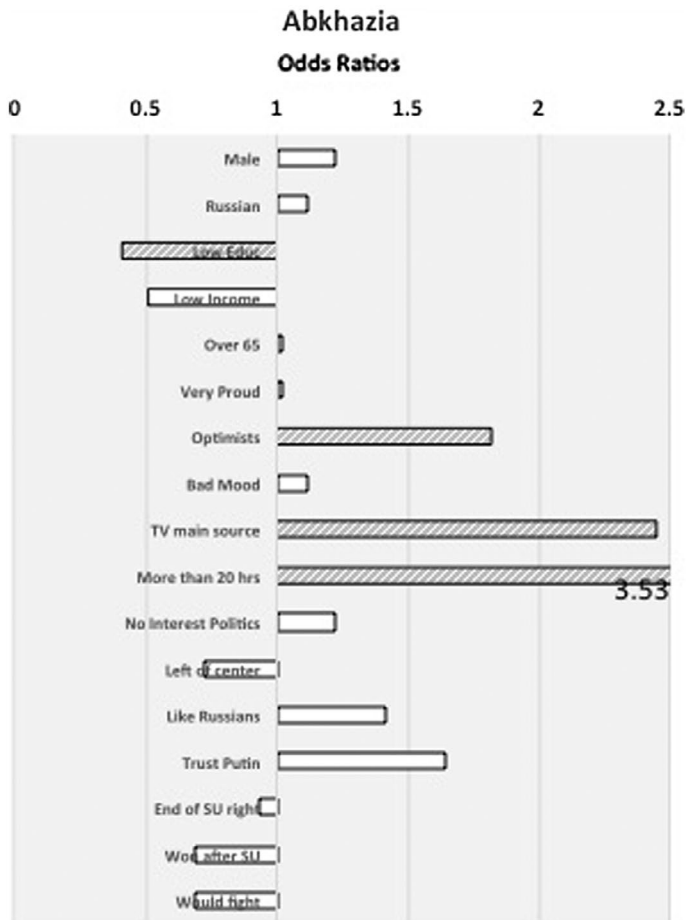 Abkhazia
Odds Ratios
0 0.5 1 1.5 2 2.5
Male
Russian
Low Educ
Low Income
Over 65
Very Proud
Optimists
Bad Mood
TV main source
More than 20 hrs
3.53
No Interest Politics
Left of center
Like Russians
Trust Putin
End of SU right
after SU
Would fight